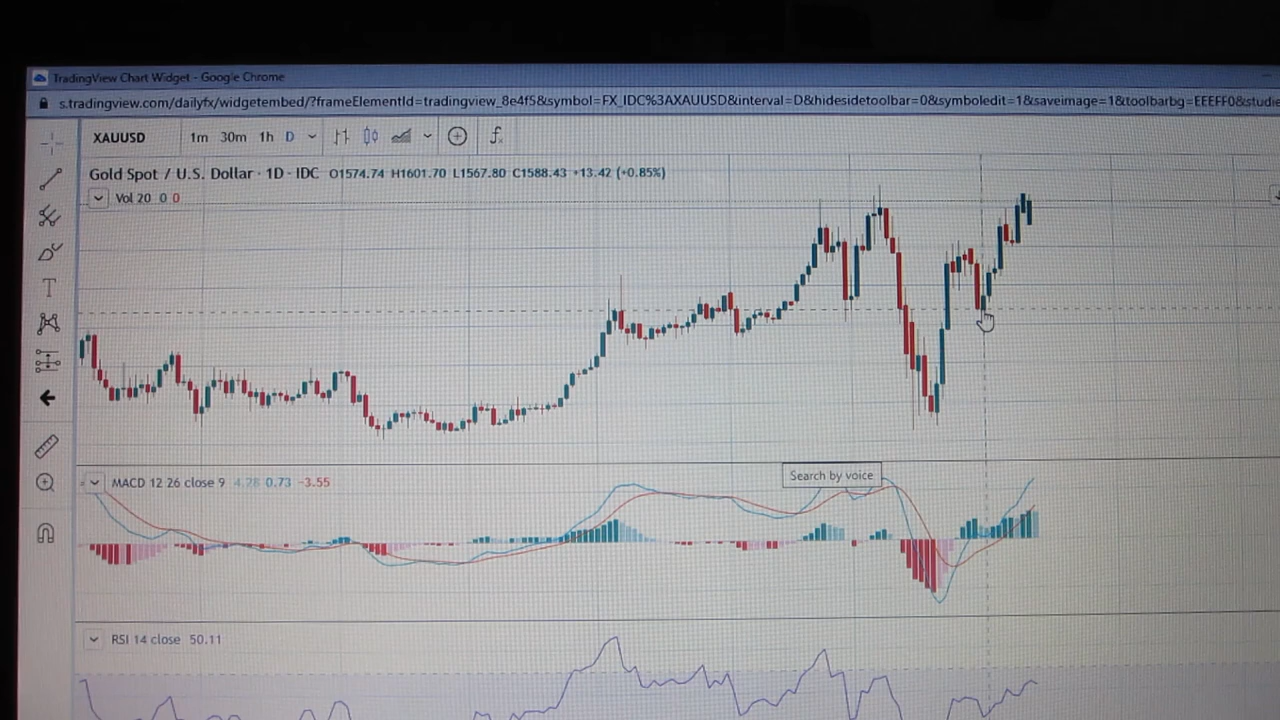 TradingView Chart Widget - Google Chrome
s.tradingview.com/dailyfx/widgetembed/?frameElementId=tradingview_8e4f5&symbol=FX_IDC%3AXAUUSD&interval=D&hidesidetoolbar=0&symboledit=1&saveimage=1&toolbarbg=EEEFF0&studie
XAUUSD 1m 30m 1h D
Gold Spot / U.S. Dollar · 1D · IDC O1574.74 H1601.70 L1567.80 C1588.43 +13.42 (+0.85%)
Vol 20 0 0
MACD 12 26 close 9 4.28 0.73 -3.55
Search by voice
RSI 14 close 50.11